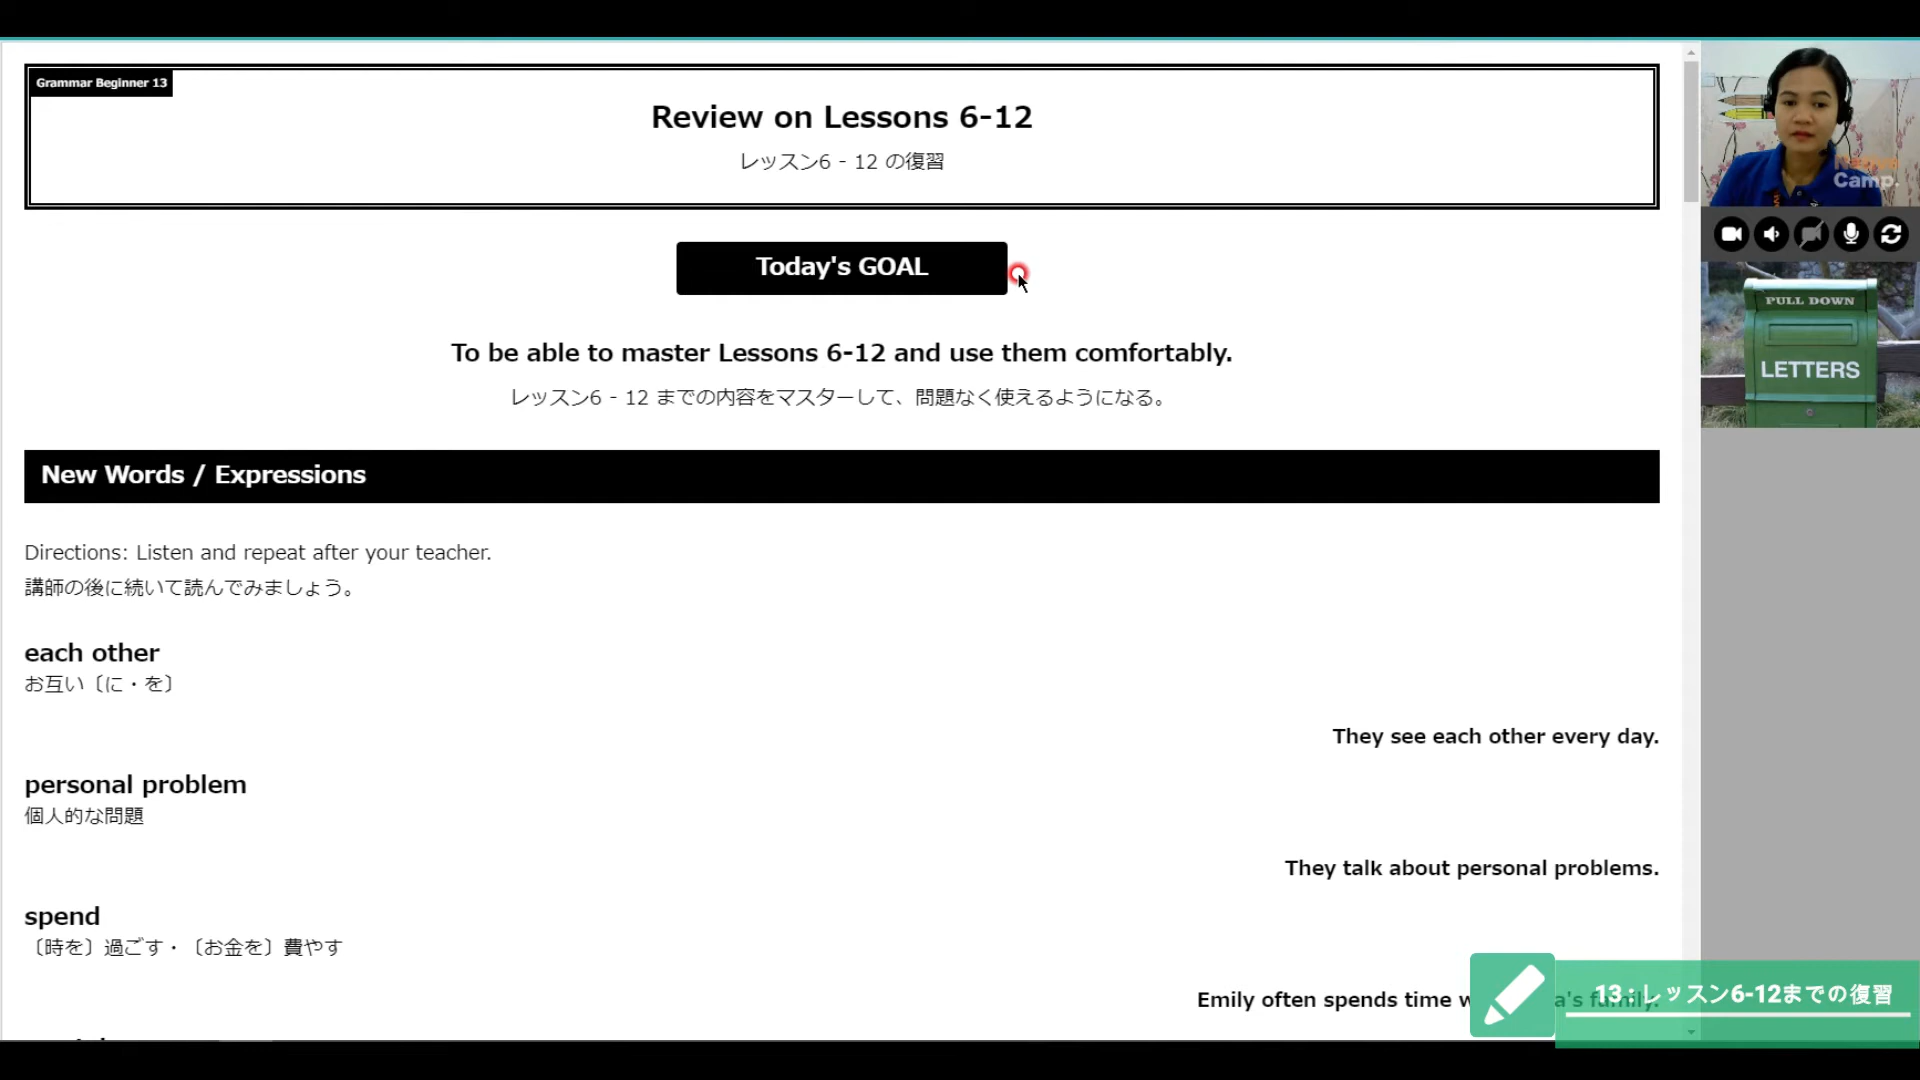 Grammar Beginner 13
Review on Lessons 6-12
レッスン6 - 12 の復習
Today's GOAL
To be able to master Lessons 6-12 and use them comfortably.
レッスン6 - 12 までの内容をマスターして、問題なく使えるようになる。
New Words / Expressions
Directions: Listen and repeat after your teacher.
講師の後に続いて読んでみましょう。
each other
お互い〔に・を〕
They see each other every day.
personal problem
個人的な問題
They talk about personal problems.
spend
〔時を〕過ごす・〔お金を〕費やす
Emily often spends time
a's family.
13：レッスン6-12までの復習
Camp.
PULL DOWN
LETTERS